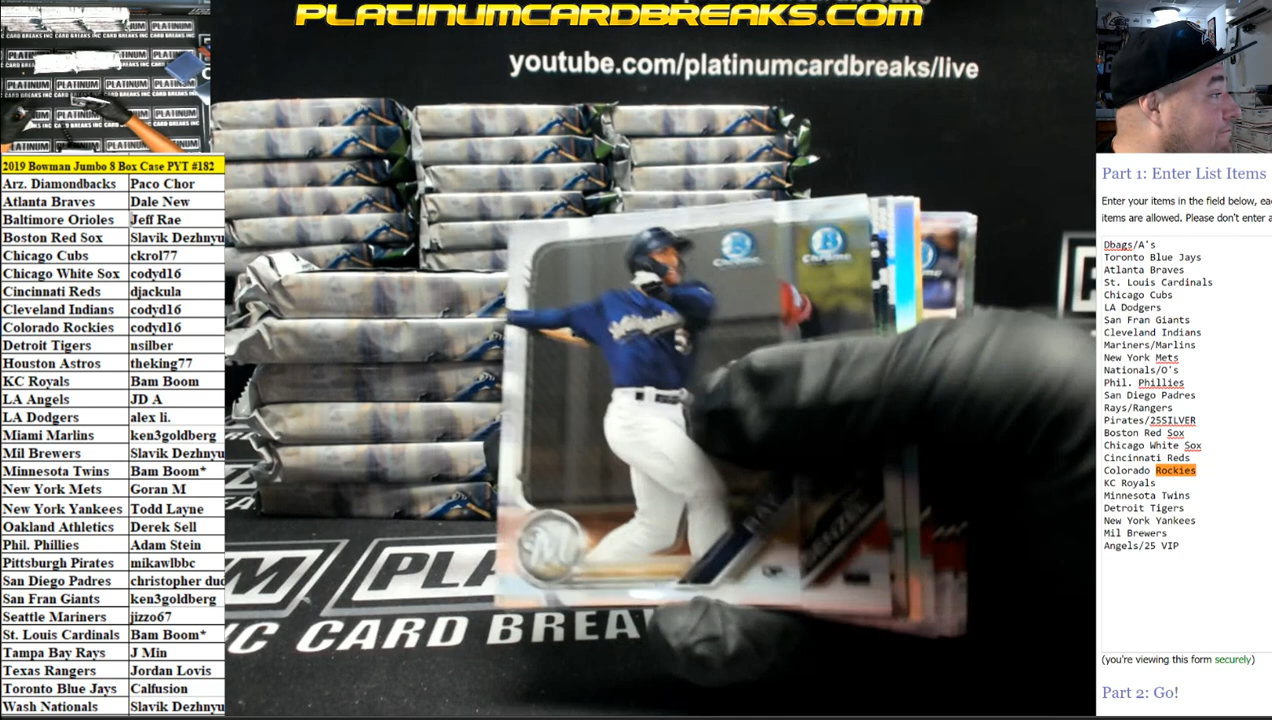 PLATINUMCARDBREAKS.COM
youtube.com/platinumcardbreaks/live
2019 Bowman Jumbo 8 Box Case PYT #182
Arz. Diamondbacks Paco Chor
Atlanta Braves Dale New
Baltimore Orioles Jeff Rae
Boston Red Sox Slavik Dezhnyu
Chicago Cubs ckrol77
Chicago White Sox codyd16
Cincinnati Reds djackula
Cleveland Indians codyd16
Colorado Rockies codyd16
Detroit Tigers nsilber
Houston Astros theking77
KC Royals Bam Boom
LA Angels JD A
LA Dodgers alex li.
Miami Marlins ken3goldberg
Mil Brewers Slavik Dezhnyu
Minnesota Twins Bam Boom*
New York Mets Goran M
New York Yankees Todd Layne
Oakland Athletics Derek Sell
Phil. Phillies Adam Stein
Pittsburgh Pirates mikawlbbc
San Diego Padres christopher dud
San Fran Giants ken3goldberg
Seattle Mariners jizzo67
St. Louis Cardinals Bam Boom*
Tampa Bay Rays J Min
Texas Rangers Jordan Lovis
Toronto Blue Jays Calfusion
Wash Nationals Slavik Dezhnyu
CHROME
CHROME
M PLA
IC CARD BREA
Part 1: Enter List Items
Enter your items in the field below, eac
items are allowed. Please don't enter a
Dbags/A's
Toronto Blue Jays
Atlanta Braves
St. Louis Cardinals
Chicago Cubs
LA Dodgers
San Fran Giants
Cleveland Indians
Mariners/Marlins
New York Mets
Nationals/O's
Phil. Phillies
San Diego Padres
Rays/Rangers
Pirates/25SILVER
Boston Red Sox
Chicago White Sox
Cincinnati Reds
Colorado Rockies
KC Royals
Minnesota Twins
Detroit Tigers
New York Yankees
Mil Brewers
Angels/25 VIP
(you're viewing this form securely)
Part 2: Go!